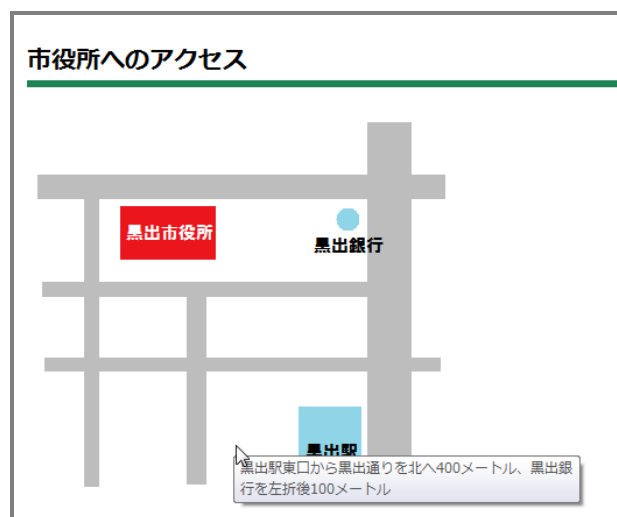 市役所へのアクセス
黒出市役所
黒出銀行
黒出駅
黒出駅東口から黒出通りを北へ400メートル、黒出銀
行を左折後100メートル